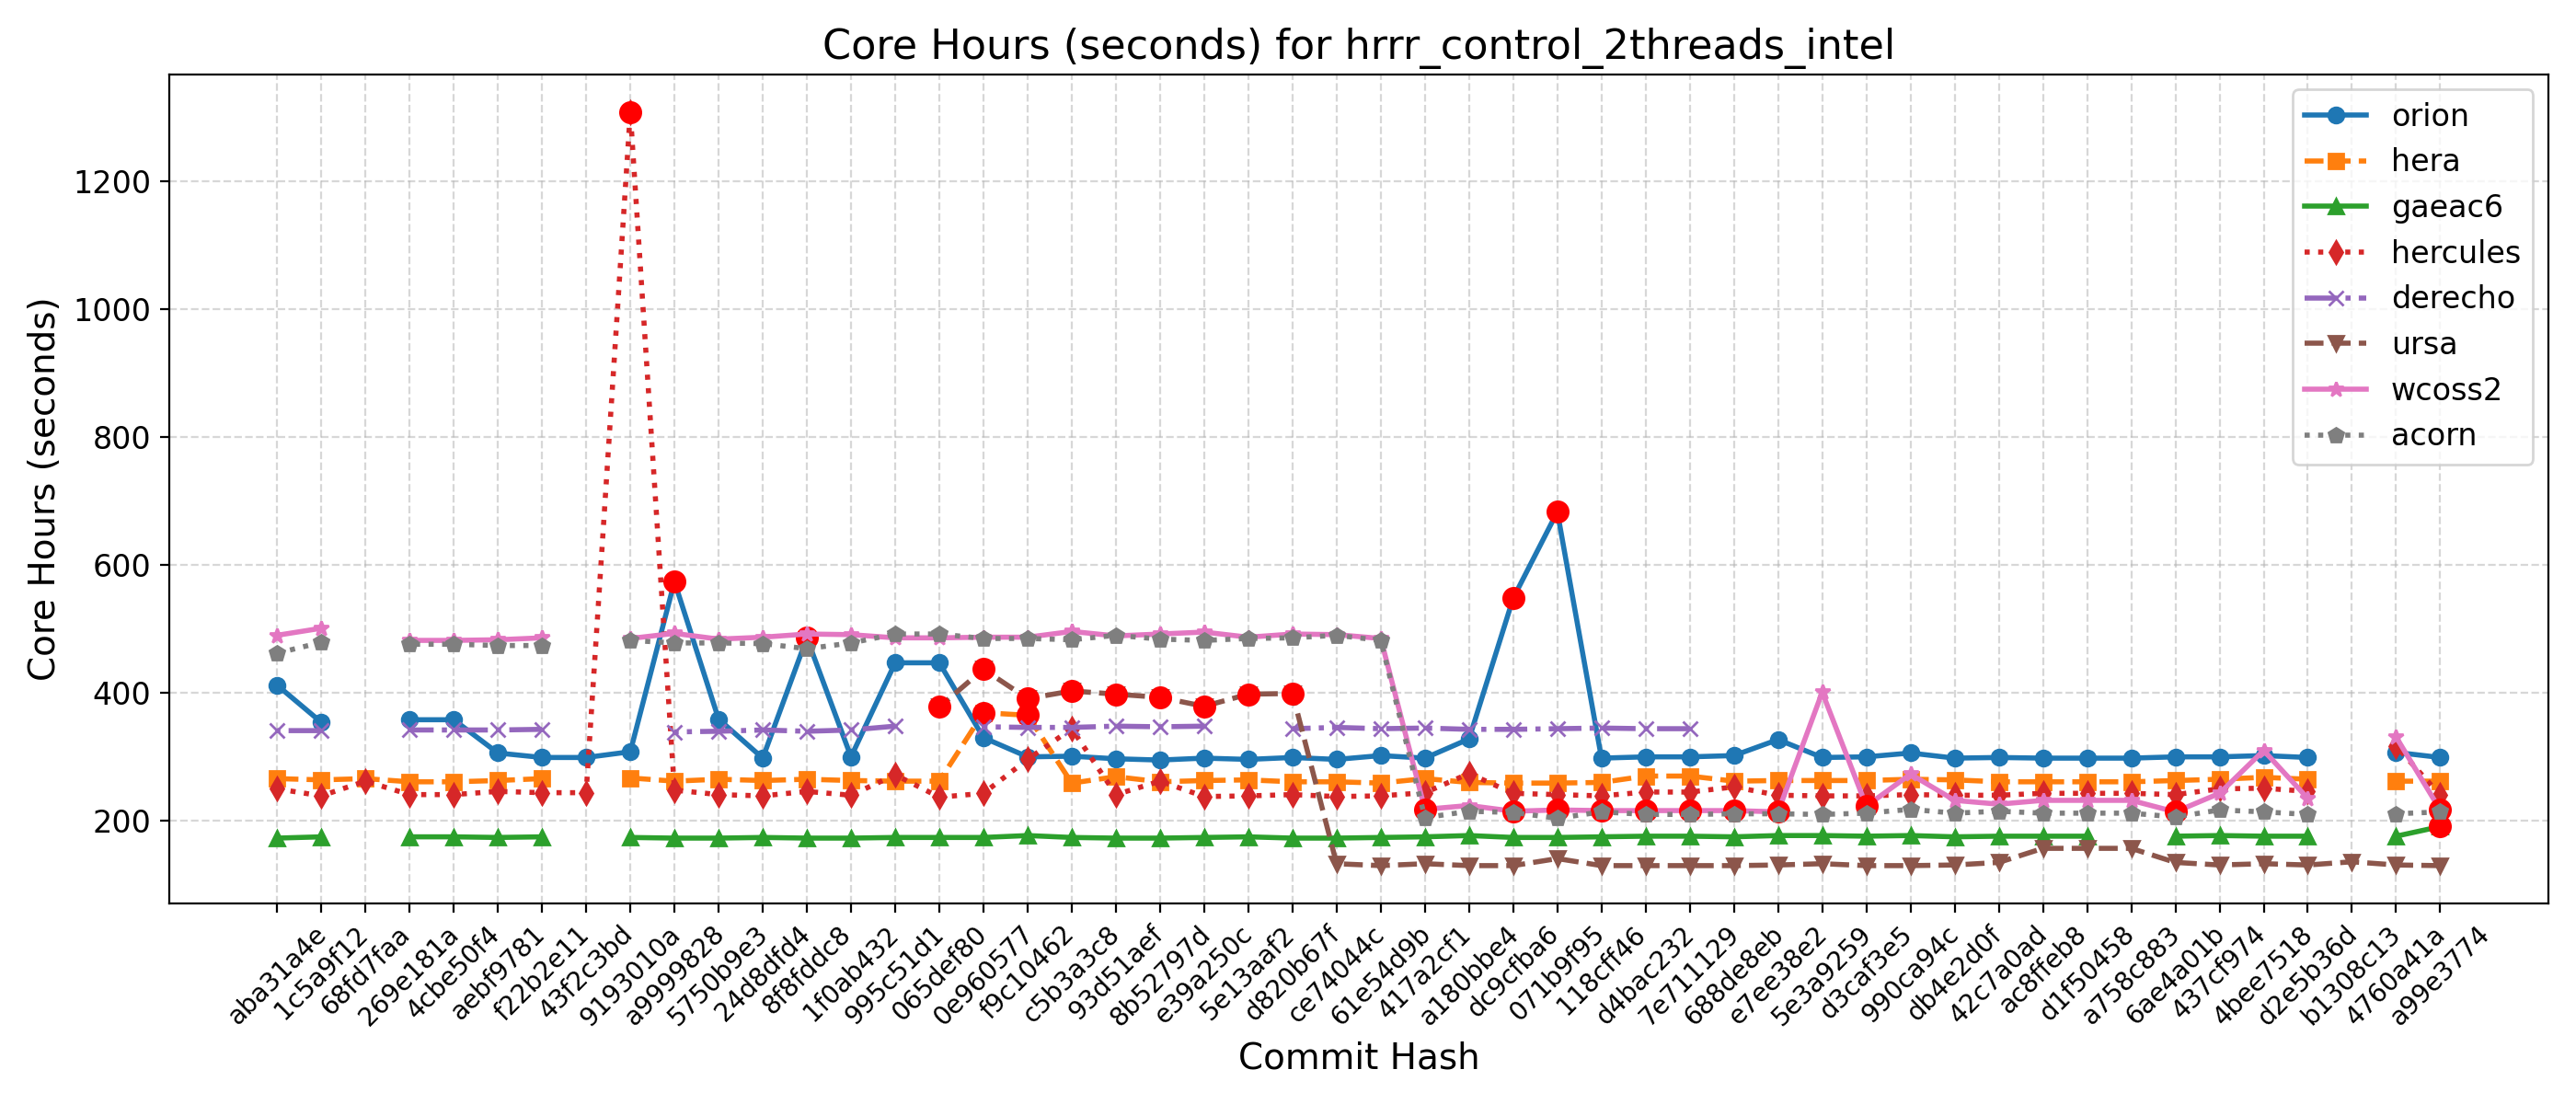 Core Hours (seconds) for hrrr_control_2threads_intel
Core Hours (seconds)
1200
1000
800
600
400
200
orion
hera
gaeac6
hercules
derecho
ursa
wcoss2
acorn
aba31a4e
1c5a9f12
68fd7faa
269e181a
4cbe50f4
aebf9781
f22b2e11
43f2c3bd
9193010a
a9999828
5750b9e3
24d8dfd4
8f8fddc8
1f0ab432
995c51d1
065def80
0e960577
f9c10462
c5b3a3c8
93d51aef
8b52797d
e39a250c
5e13aaf2
d820b67f
ce74044c
61e54d9b
417a2cf1
a180bbe4
dc9cfba6
071b9f95
118cff46
d4bac232
7e711129
688de8eb
e7ee38e2
5e3a9259
d3caf3e5
990ca94c
db4e2d0f
42c7a0ad
ac8ffeb8
d1f50458
a758c883
6ae4a01b
437cf974
4bee7518
d2e5b36d
b1308c13
4760a41a
a99e3774
Commit Hash